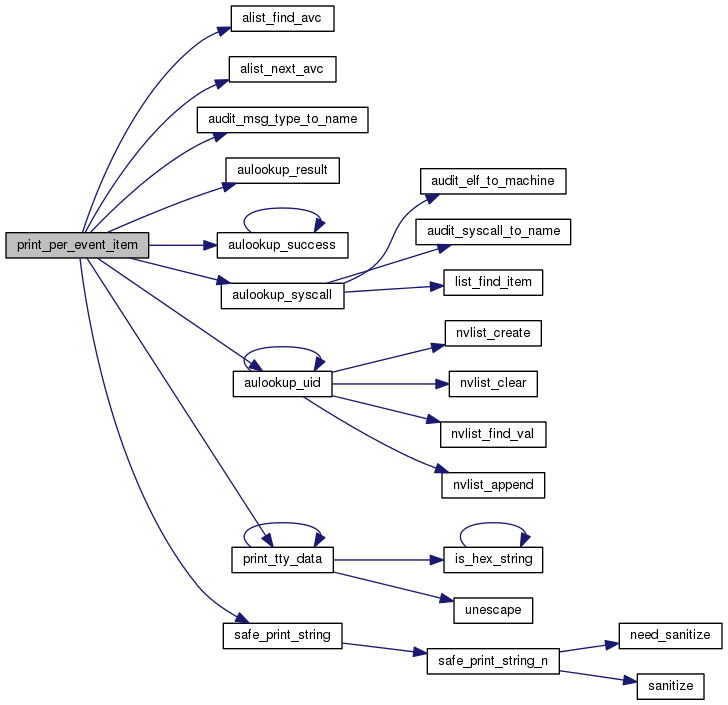 alist_find_avc
alist_next_avc
audit_msg_type_to_name
aulookup_result
audit_elf_to_machine
print_per_event_item
aulookup_success
audit_syscall_to_name
aulookup_syscall
list_find_item
nvlist_create
aulookup_uid
nvlist_clear
nvlist_find_val
nvlist_append
print_tty_data
is_hex_string
unescape
safe_print_string
need_sanitize
safe_print_string_n
sanitize